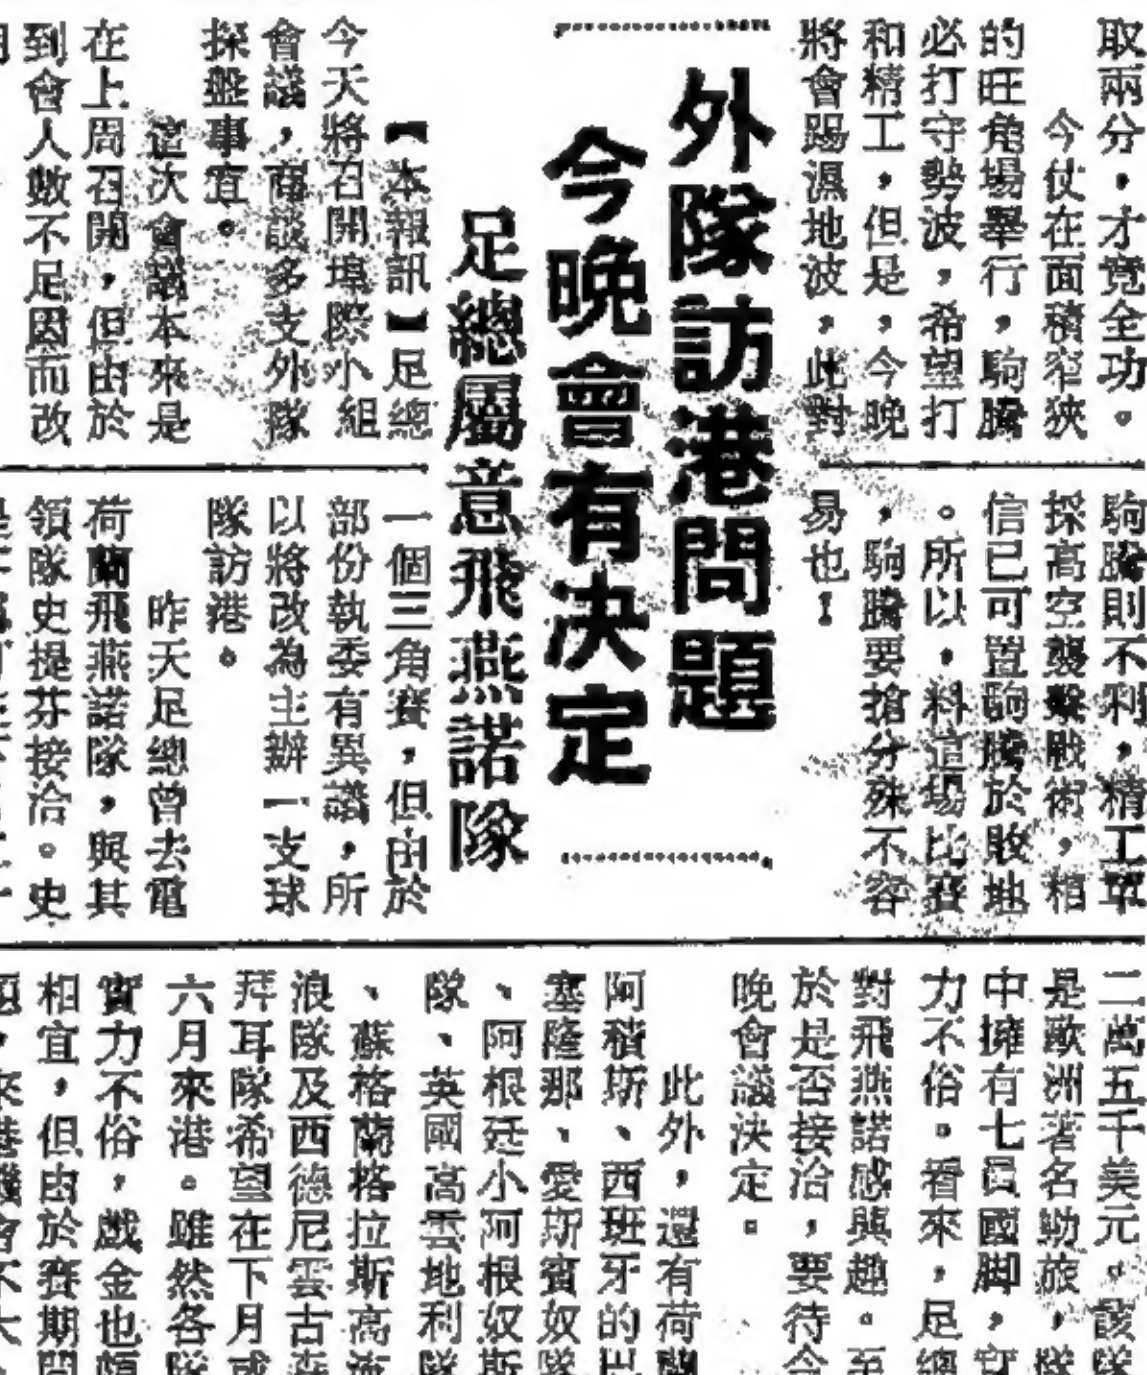 取兩分，才竟全功。
今仗在面積窄狹
的旺角場舉行，駒騰
必打守勢波，希望打
和精工，但是，今晚
將會踢濕地波，此對
駒騰則不利，精工單
採高空襲擊戰術，相
信已可置駒騰於敗地
。所以，料這場比賽
，駒騰要搶分殊不容
易也！
外隊訪港問題
今晚會有决定
足總屬意飛燕諾隊
【本報訊】足總
今天將召開埠際小組
會議，商談多支外隊
探盤事宜。
這次會議本來是
在上周召開，但由於
到會人數不足因而改
一個三角賽，但由於
部份執委有異議，所
以將改為主辦一支球
隊訪港。
昨天足總曾去電
荷蘭飛燕諾隊，與其
領隊史提芬接洽。史
二萬五千美元。該隊
是歐洲著名勁旅，隊
中擁有七員國脚，實
力不俗。看來，足總
對飛燕諾感興趣。至
於是否接洽，要待今
晚會議決定。
此外，還有荷蘭
阿積斯、西班牙的巴
塞隆那、愛斯賓奴隊
、阿根廷小阿根奴斯
隊、英國高雲地利隊
、蘇格蘭格拉斯高流
浪隊及西德尼雲古森
拜耳隊希望在下月或
六月來港。雖然各隊
實力不俗，戲金也頗
相宜，但由於賽期問
題，來港機會不大